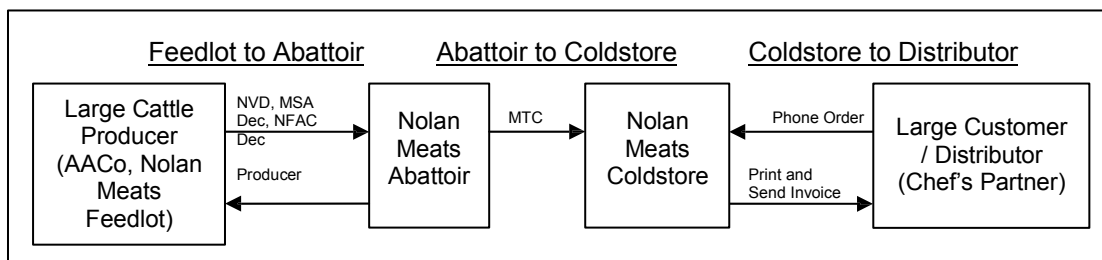 Feedlot to Abattoir
Abattoir to Coldstore
Coldstore to Distributor
Large Cattle
Producer
(AACo, Nolan
Meats
Feedlot)
NVD, MSA
Dec, NFAC
Dec
Producer
Nolan
Meats
Abattoir
MTC
Nolan
Meats
Coldstore
Phone Order
Print and
Send Invoice
Large Customer
/ Distributor
(Chef's Partner)